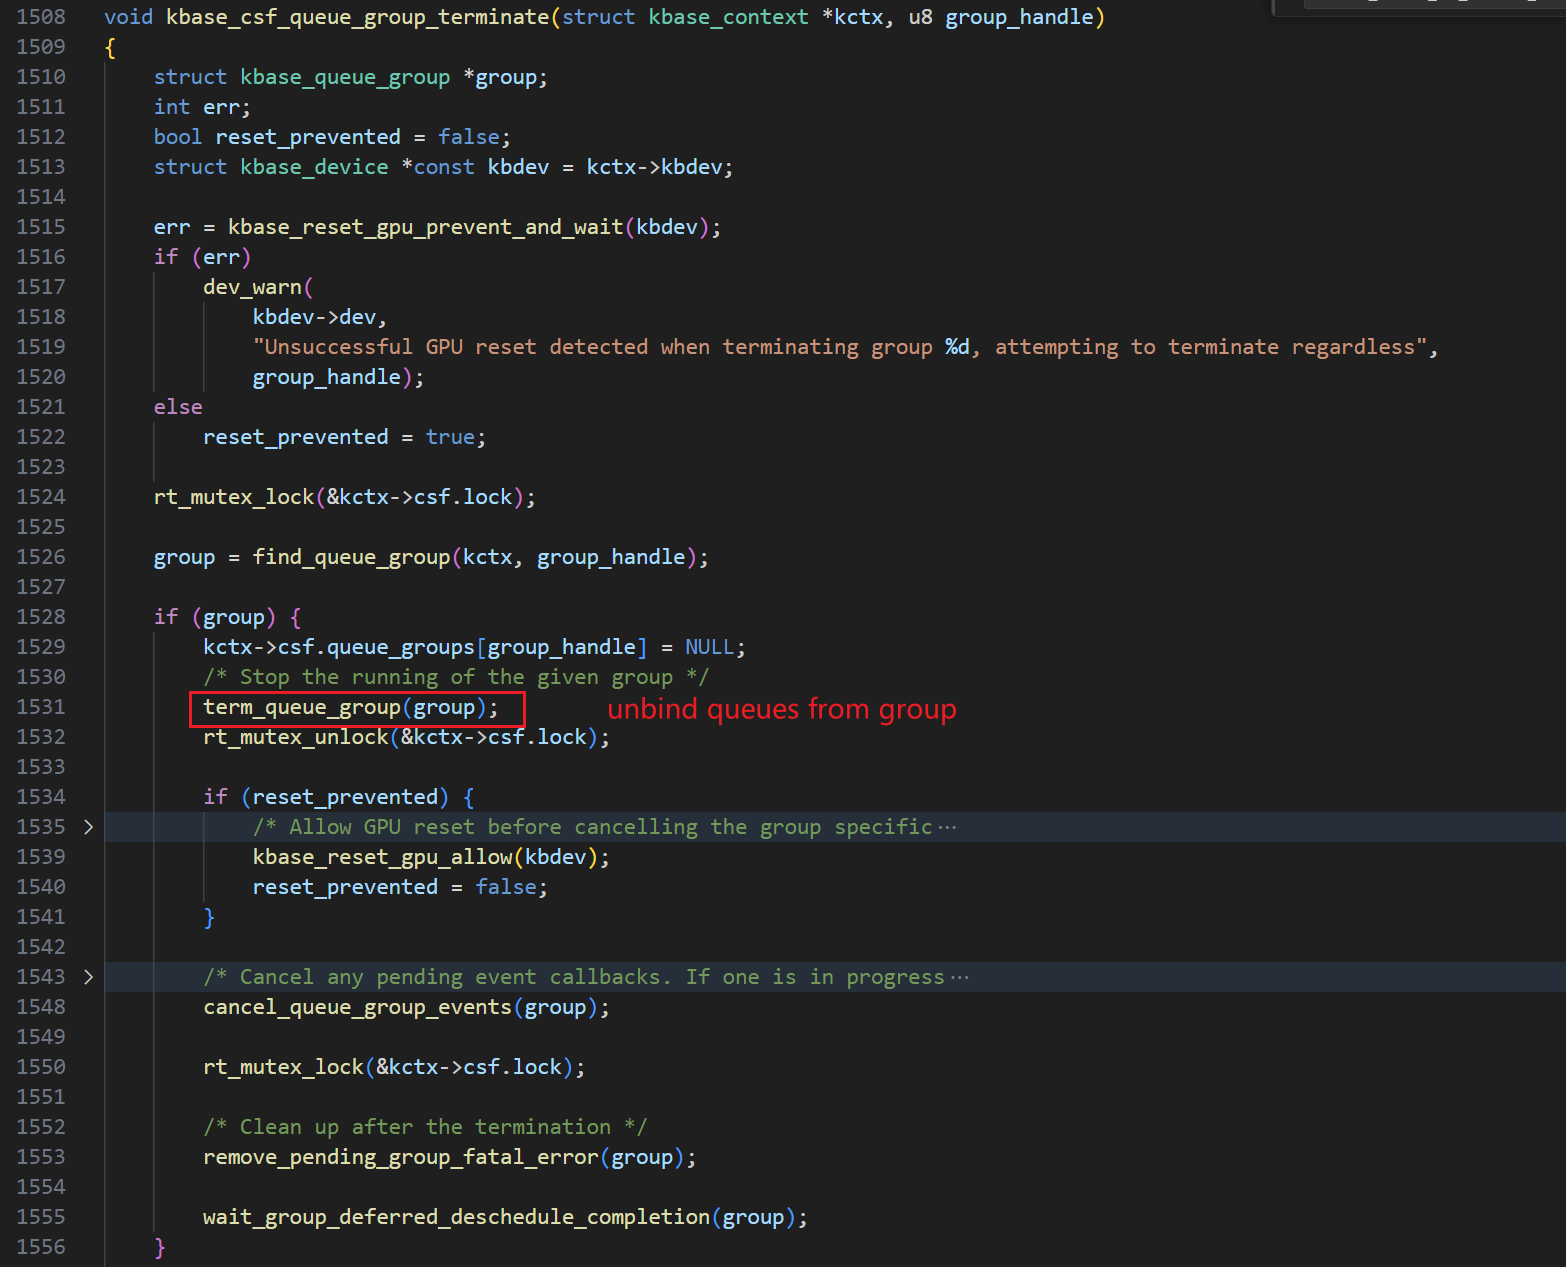 1508 void kbase_csf_queue_group_terminate(struct kbase_context *kctx, u8 group_handle)
1509 {
1510 struct kbase_queue_group *group;
1511 int err;
1512 bool reset_prevented = false;
1513 struct kbase_device *const kbdev = kctx->kbdev;
1514
1515 err = kbase_reset_gpu_prevent_and_wait(kbdev);
1516 if (err)
1517 dev_warn(
1518 kbdev->dev,
1519 "Unsuccessful GPU reset detected when terminating group %d, attempting to terminate regardless",
1520 group_handle);
1521 else
1522 reset_prevented = true;
1523
1524 rt_mutex_lock(&kctx->csf.lock);
1525
1526 group = find_queue_group(kctx, group_handle);
1527
1528 if (group) {
1529 kctx->csf.queue_groups[group_handle] = NULL;
1530 /* Stop the running of the given group */
1531 term_queue_group(group); unbind queues from group
1532 rt_mutex_unlock(&kctx->csf.lock);
1533
1534 if (reset_prevented) {
1535 /* Allow GPU reset before cancelling the group specific…
1539 kbase_reset_gpu_allow(kbdev);
1540 reset_prevented = false;
1541 }
1542
1543 /* Cancel any pending event callbacks. If one is in progress…
1548 cancel_queue_group_events(group);
1549
1550 rt_mutex_lock(&kctx->csf.lock);
1551
1552 /* Clean up after the termination */
1553 remove_pending_group_fatal_error(group);
1554
1555 wait_group_deferred_deschedule_completion(group);
1556 }